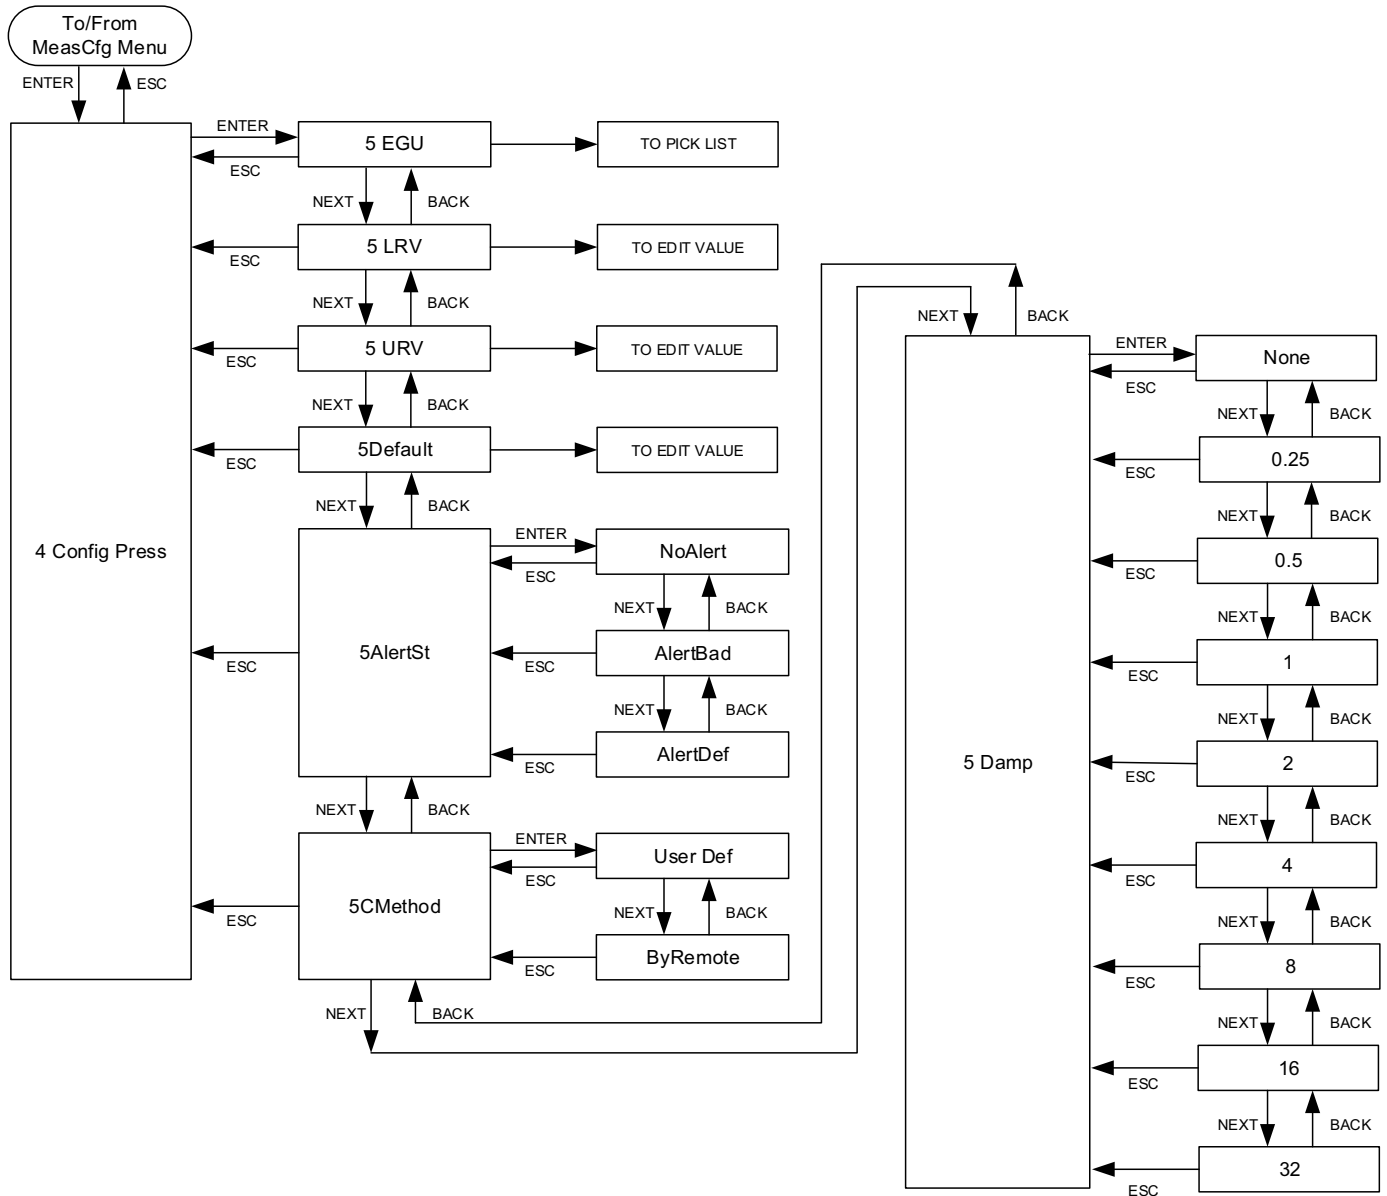 To/From
MeasCfg Menu
ENTER
ESC
4 Config Press
ENTER
ESC
5 EGU
TO PICK LIST
NEXT
BACK
ESC
5 LRV
TO EDIT VALUE
NEXT
BACK
ESC
5 URV
TO EDIT VALUE
NEXT
BACK
ESC
5Default
TO EDIT VALUE
NEXT
BACK
ESC
5AlertSt
ENTER
ESC
NoAlert
NEXT
BACK
ESC
AlertBad
NEXT
BACK
ESC
AlertDef
NEXT
BACK
ESC
5CMethod
ENTER
ESC
User Def
NEXT
BACK
ESC
ByRemote
NEXT
BACK
NEXT
BACK
5 Damp
ENTER
ESC
None
NEXT
BACK
ESC
0.25
NEXT
BACK
ESC
0.5
NEXT
BACK
ESC
1
NEXT
BACK
ESC
2
NEXT
BACK
ESC
4
NEXT
BACK
ESC
8
NEXT
BACK
ESC
16
NEXT
BACK
ESC
32